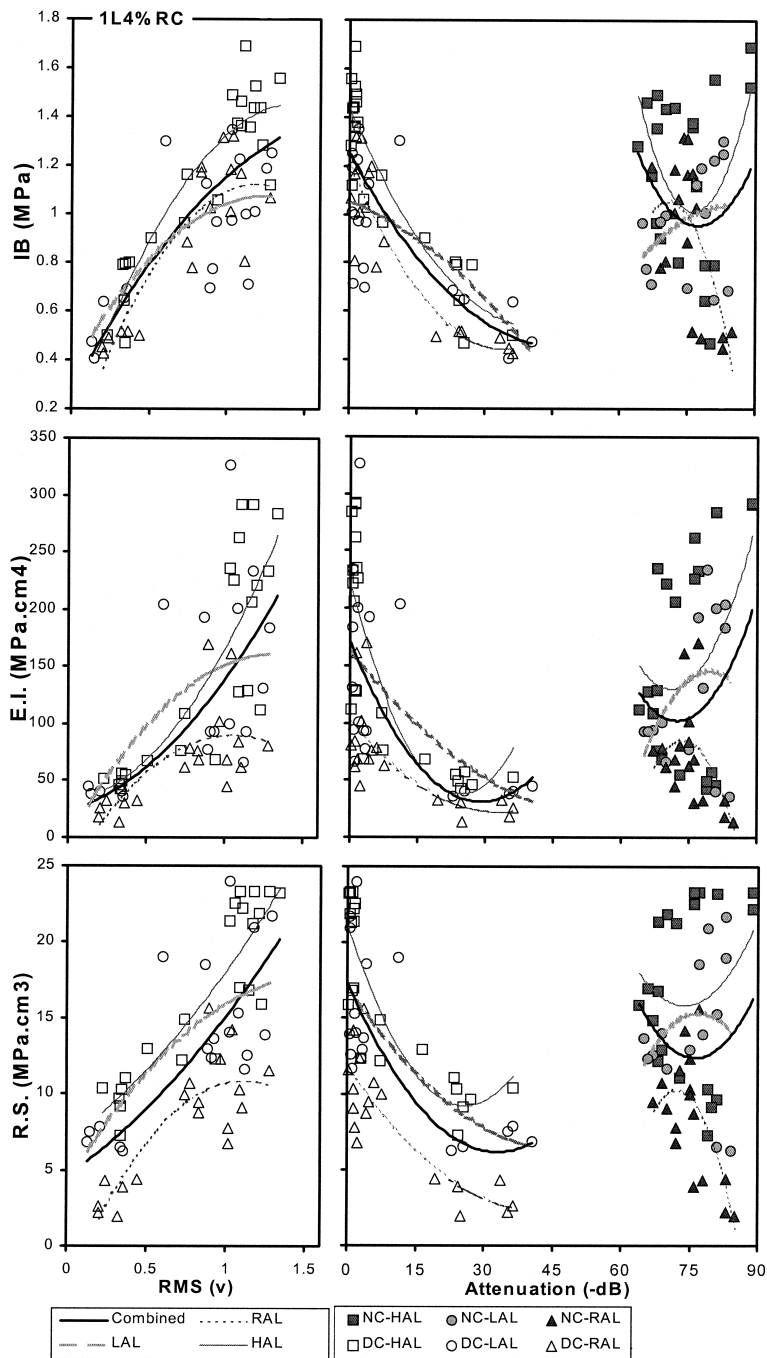 1L4% RC
1.8
1.6
1.4
1.2
1
0.8
0.6
0.4
0.2
IB (MPa)
350
300
250
200
150
100
50
0
E.I. (MPa.cm4)
25
20
15
10
5
0
R.S. (MPa.cm3)
0 0.5 1 1.5
RMS (v)
0 15 30 45 60 75 90
Attenuation (-dB)
Combined RAL
LAL HAL
NC-HAL NC-LAL NC-RAL
DC-HAL DC-LAL DC-RAL